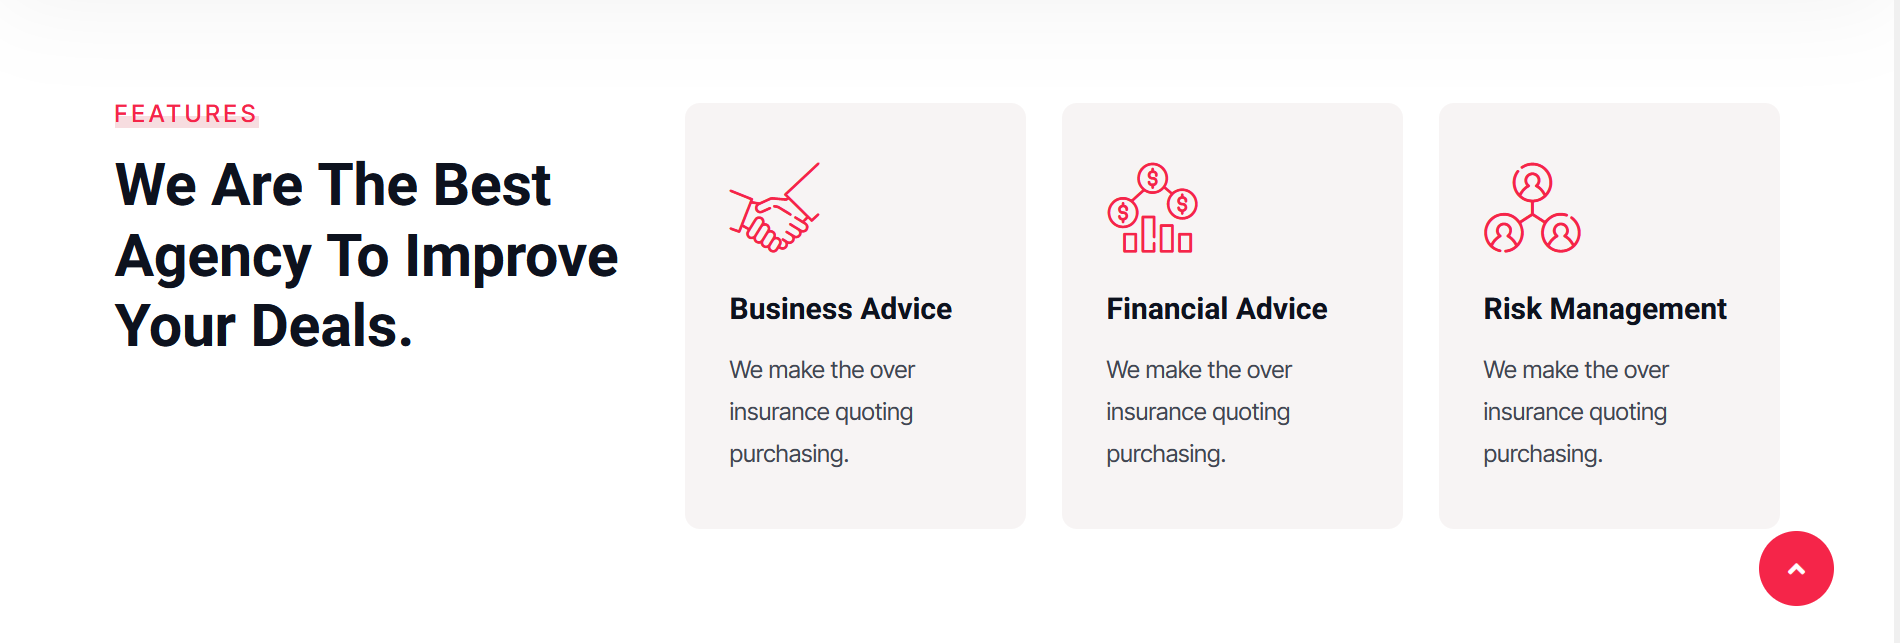 FEATURES
We Are The Best
Agency To Improve
Your Deals.
Business Advice
We make the over
insurance quoting
purchasing.
Financial Advice
We make the over
insurance quoting
purchasing.
Risk Management
We make the over
insurance quoting
purchasing.